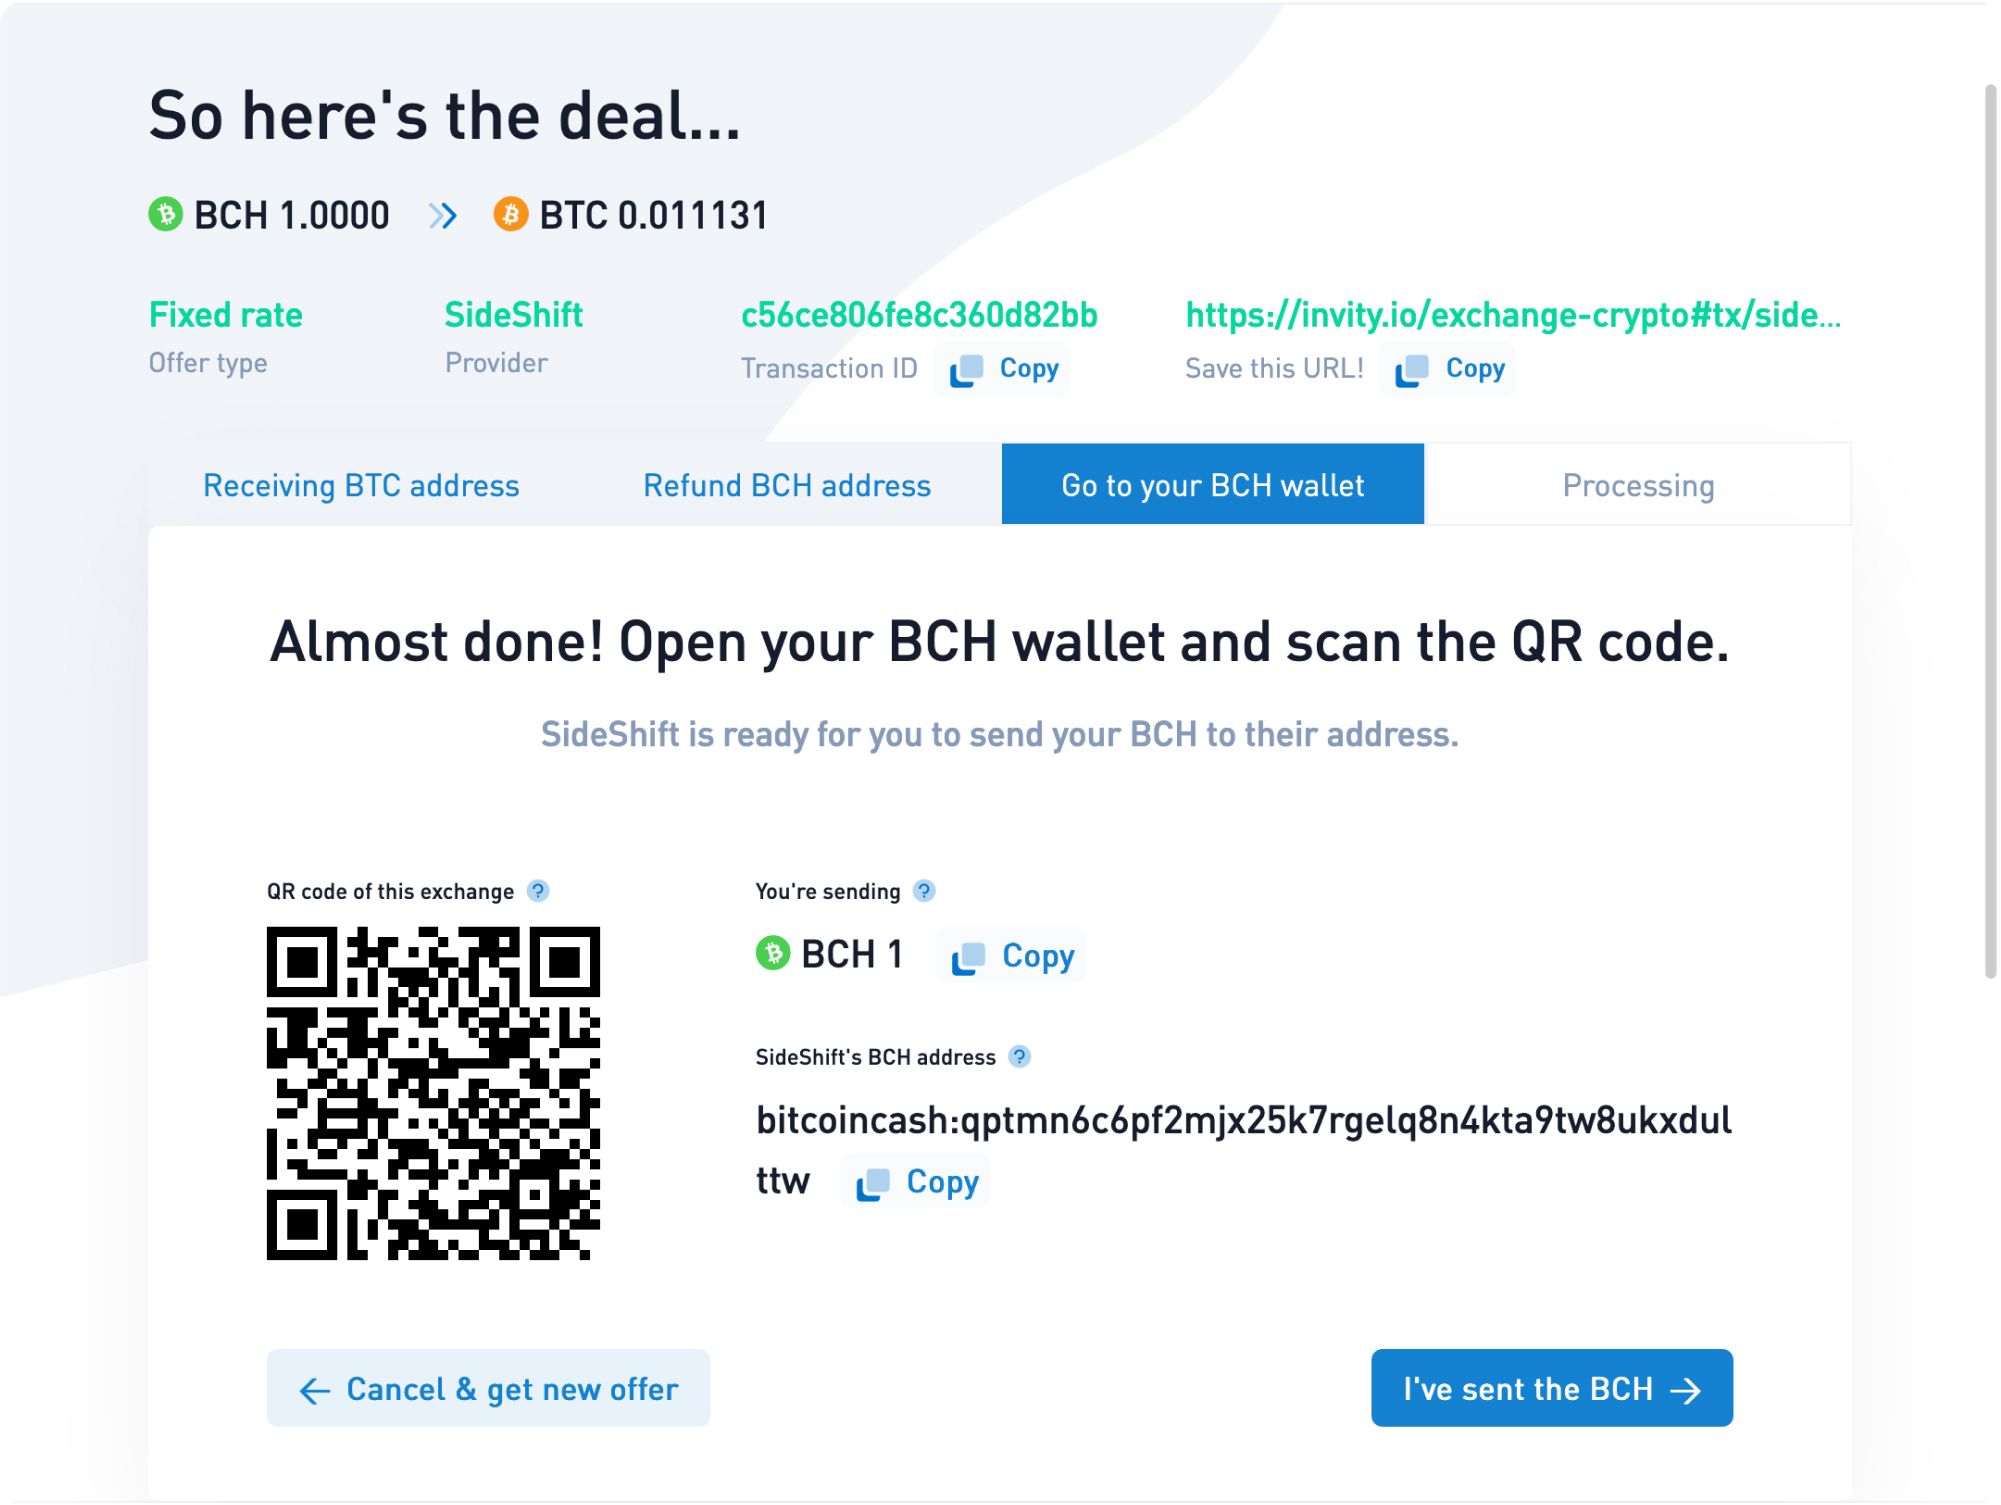 So here's the deal...
BCH 1.0000 BTC 0.011131
Fixed rate SideShift c56ce806fe8c360d82bb https://invity.io/exchange-crypto#tx/side...
Offer type Provider Transaction ID Copy Save this URL! Copy
Receiving BTC address Refund BCH address Go to your BCH wallet Processing
Almost done! Open your BCH wallet and scan the QR code.
SideShift is ready for you to send your BCH to their address.
QR code of this exchange ? You're sending ?
BCH 1 Copy
SideShift's BCH address ?
bitcoincash:qptmn6c6pf2mjx25k7rgelq8n4kta9tw8ukxdul
ttw Copy
← Cancel & get new offer I've sent the BCH →